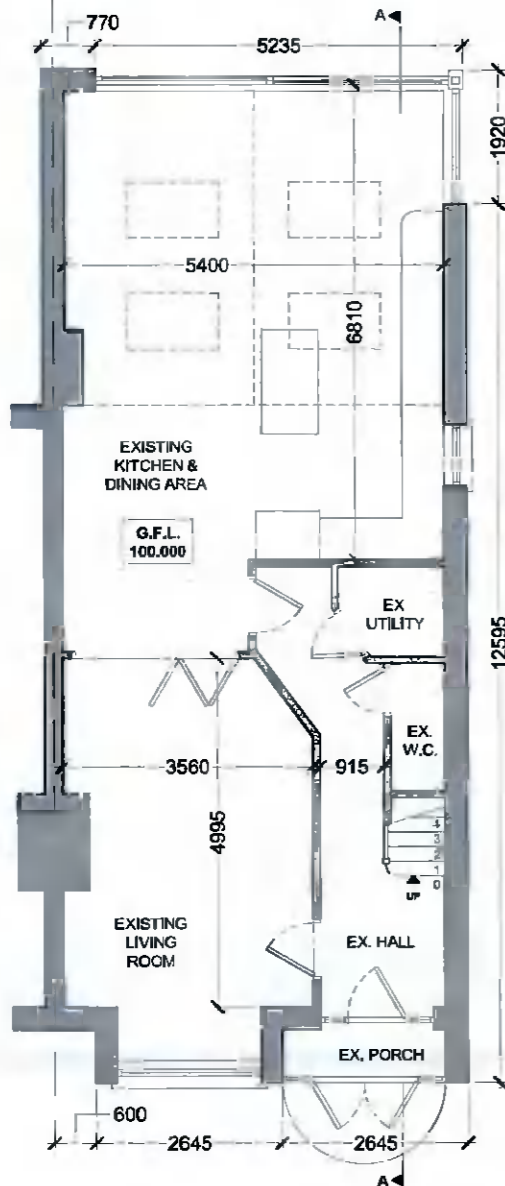 770
A
5235
1920
5400
6810
EXISTING
KITCHEN &
DINING AREA
G.F.L.
100.000
EX
UTILITY
12595
EX.
W.C.
3560
915
4995
4
3
2
1
0
UP
EXISTING
LIVING
ROOM
EX. HALL
EX. PORCH
600
2645
2645
A